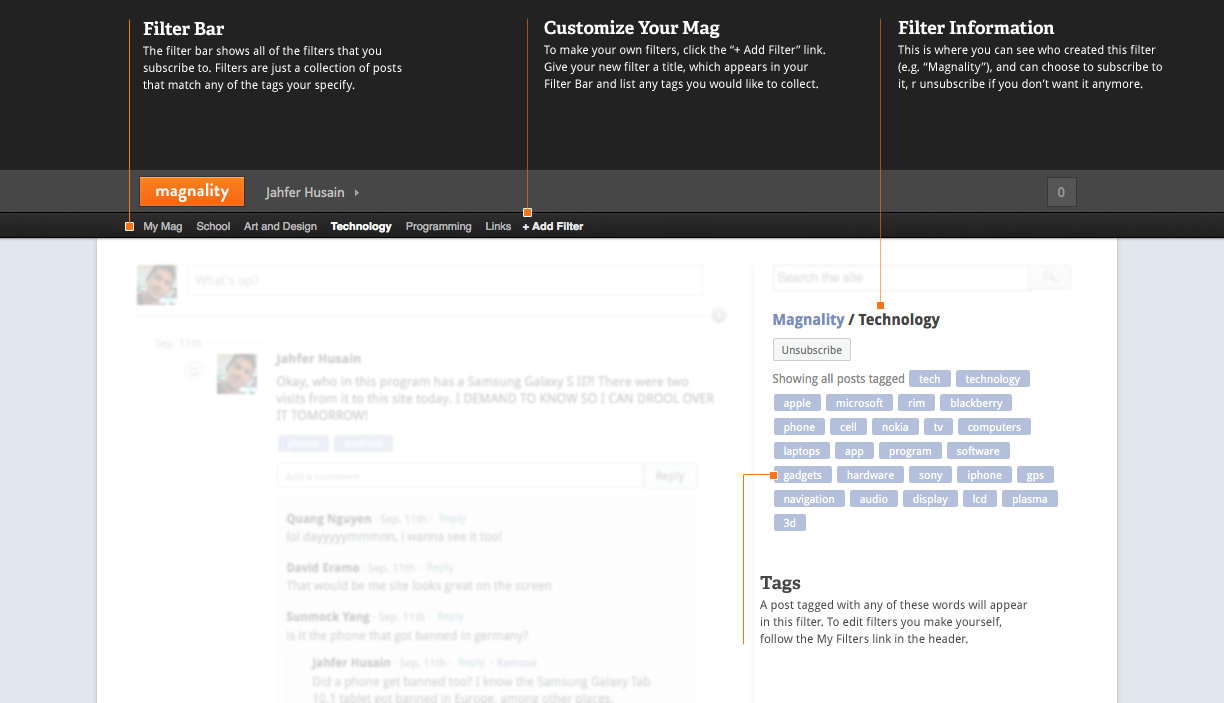 Filter Bar
The filter bar shows all of the filters that you
subscribe to. Filters are just a collection of posts
that match any of the tags your specify.
Customize Your Mag
To make your own filters, click the “+ Add Filter” link.
Give your new filter a title, which appears in your
Filter Bar and list any tags you would like to collect.
Filter Information
This is where you can see who created this filter
(e.g. “Magnality”), and can choose to subscribe to
it, r unsubscribe if you don’t want it anymore.
magnality Jahfer Husain 0
My Mag School Art and Design Technology Programming Links + Add Filter
What's up?
Sep. 11th
Jahfer Husain
Okay, who in this program has a Samsung Galaxy S II?! There were two
visits from it to this site today. I DEMAND TO KNOW SO I CAN DROOL OVER
IT TOMORROW!
phone android
Add a comment Reply
Quang Nguyen · Sep. 11th · Reply
lol dayyyyymmmnn, i wanna see it too!
David Eramo · Sep. 11th · Reply
That would be me site looks great on the screen
Sunmock Yang · Sep. 11th · Reply
is it the phone that got banned in germany?
Jahfer Husain · Sep. 11th · Reply · Remove
Did a phone get banned too? I know the Samsung Galaxy Tab
10.1 tablet got banned in Europe, among other places.
Search the site
Magnality / Technology
Unsubscribe
Showing all posts tagged tech technology
apple microsoft rim blackberry
phone cell nokia tv computers
laptops app program software
gadgets hardware sony iphone gps
navigation audio display lcd plasma
3d
Tags
A post tagged with any of these words will appear
in this filter. To edit filters you make yourself,
follow the My Filters link in the header.